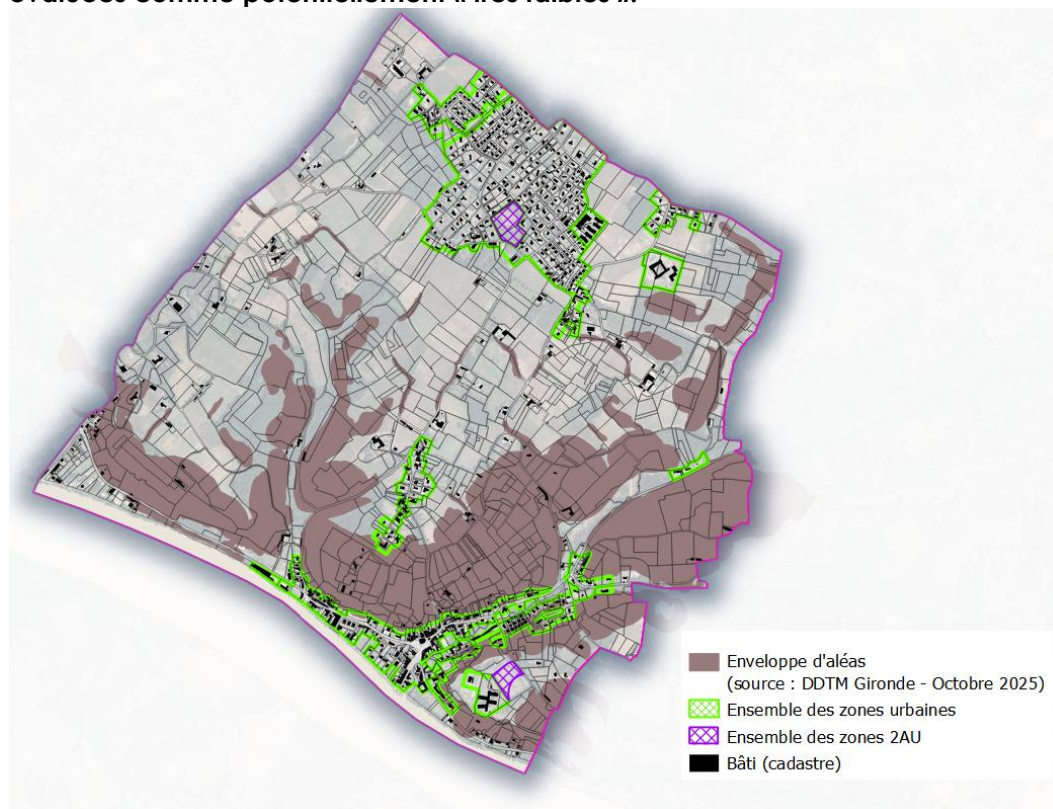 évaluées comme potentiellement « très faibles ».
Enveloppe d'aléas
(source : DDTM Gironde - Octobre 2025)
Ensemble des zones urbaines
Ensemble des zones 2AU
Bâti (cadastre)